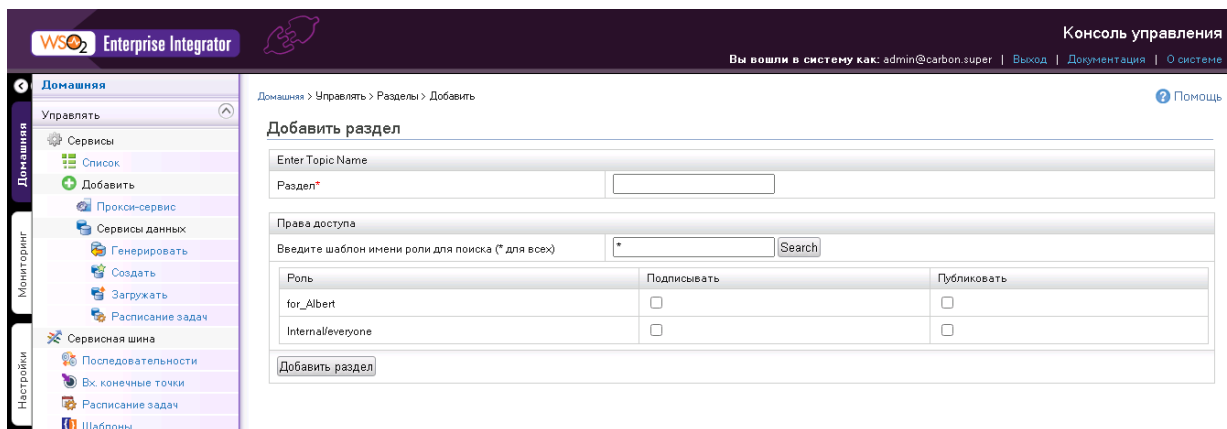 WSO2 Enterprise Integrator
Консоль управления
Вы вошли в систему как: admin@carbon.super | Выход | Документация | О системе
Домашняя
Мониторинг
Настройки
Домашняя
Управлять
Сервисы
Список
Добавить
Прокси-сервис
Сервисы данных
Генерировать
Создать
Загружать
Расписание задач
Сервисная шина
Последовательности
Вх. конечные точки
Расписание задач
Шаблоны
Домашняя > Управлять > Разделы > Добавить
Помощь
Добавить раздел
Enter Topic Name
Раздел*
Права доступа
Введите шаблон имени роли для поиска (* для всех)
* Search
Роль Подписывать Публиковать
for_Albert
Internal/everyone
Добавить раздел